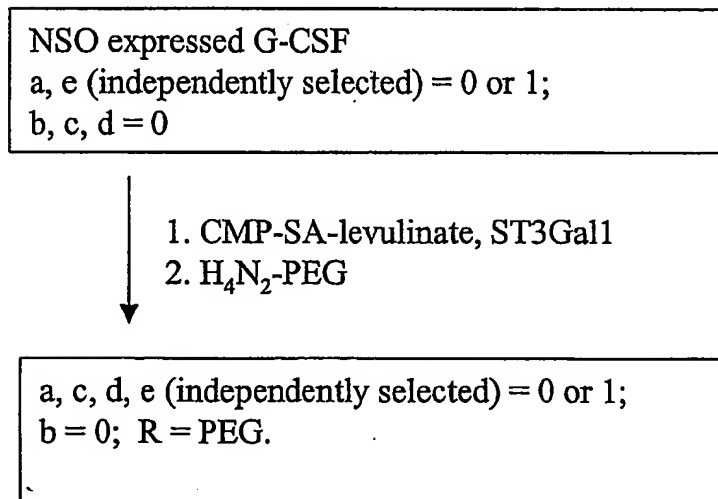 NSO expressed G-CSF
a, e (independently selected) = 0 or 1;
b, c, d = 0
1. CMP-SA-levulinate, ST3Gal1
2. H₄N₂-PEG
a, c, d, e (independently selected) = 0 or 1;
b = 0; R = PEG.